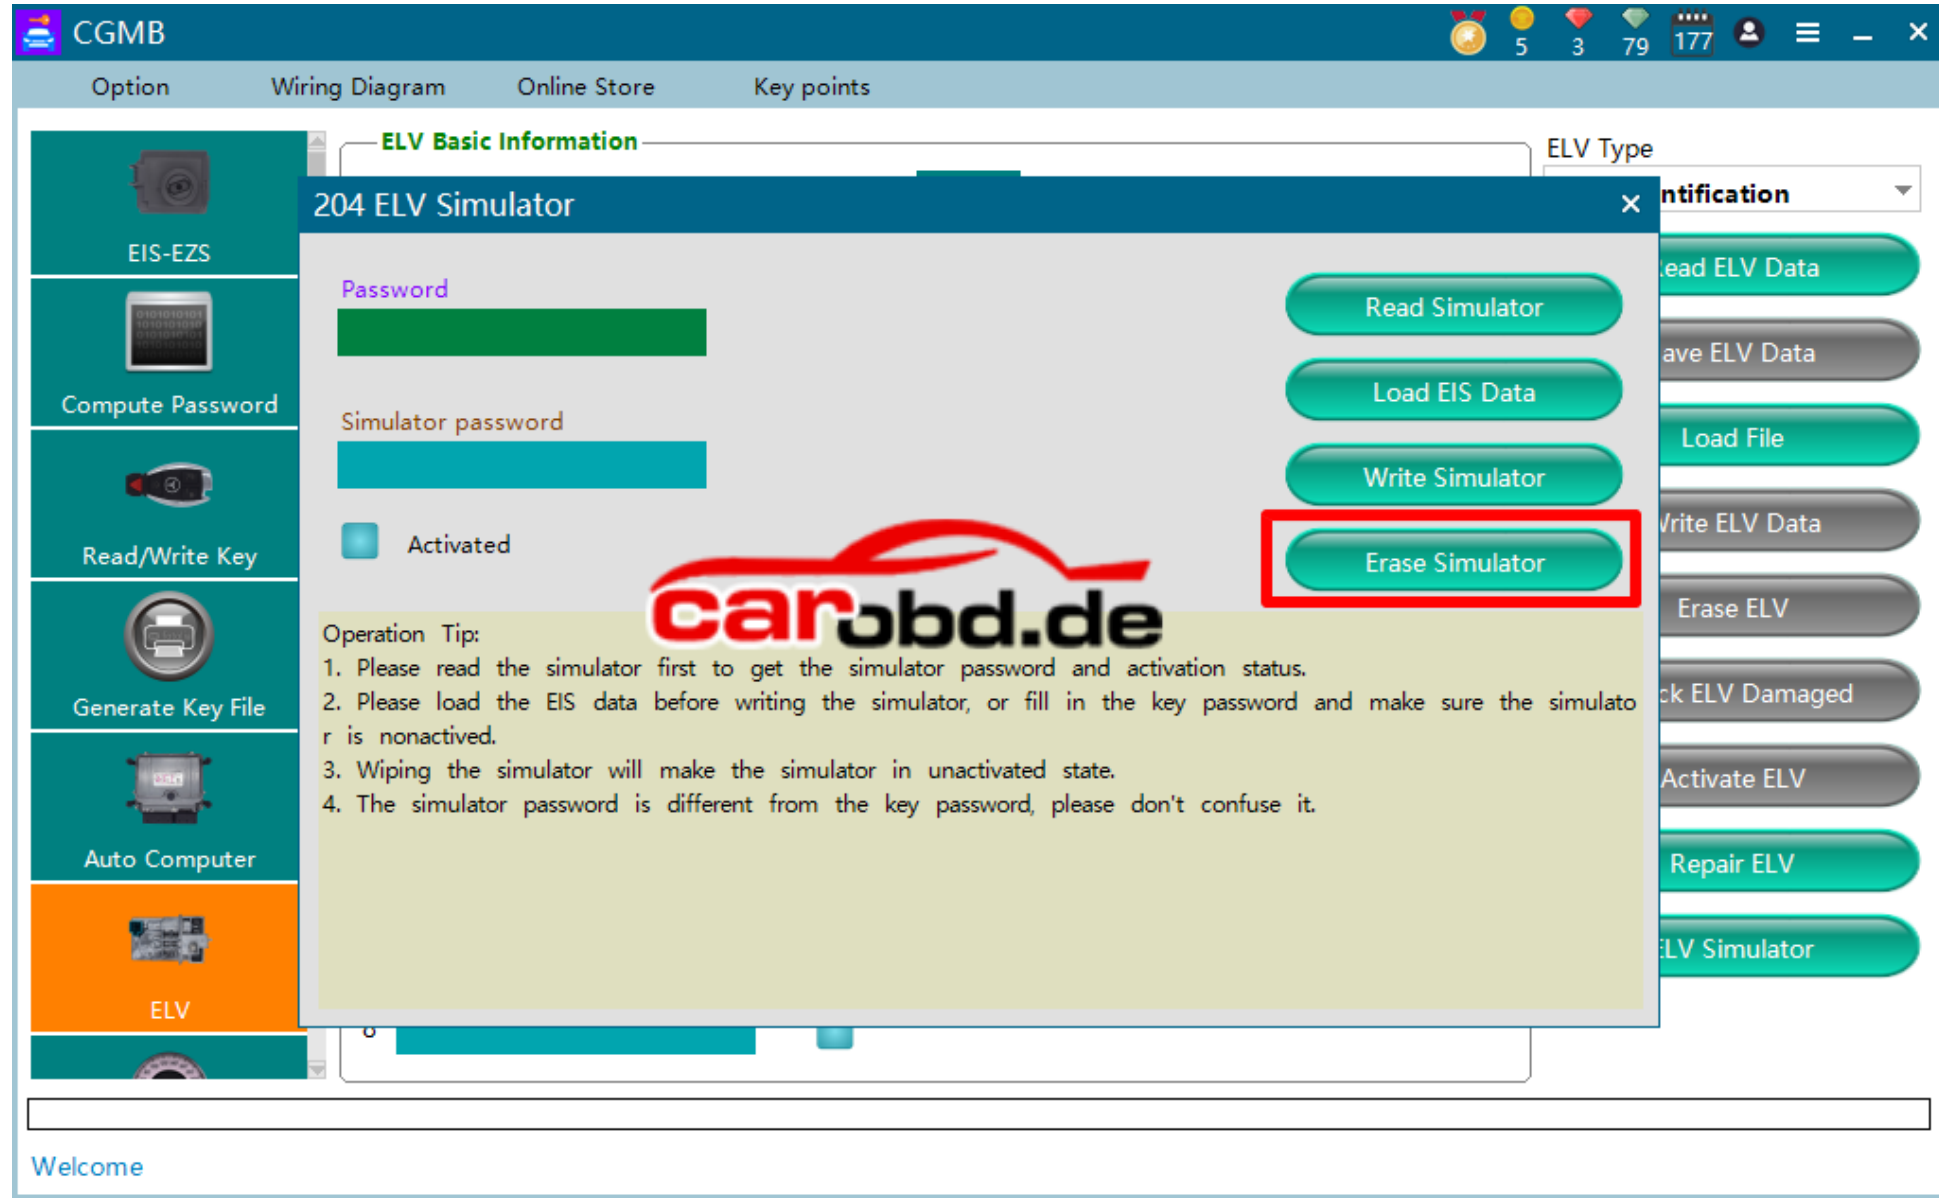 CGMB
5 3 79 177
Option Wiring Diagram Online Store Key points
ELV Basic Information
ELV Type
204 ELV Simulator
ntification
EIS-EZS
Password
Read Simulator
ead ELV Data
Load EIS Data
ave ELV Data
Compute Password
Simulator password
Load File
Write Simulator
rite ELV Data
Activated
Read/Write Key
Erase Simulator
carobd.de
Erase ELV
Operation Tip:
1. Please read the simulator first to get the simulator password and activation status.
2. Please load the EIS data before writing the simulator, or fill in the key password and make sure the simulato
r is nonactived.
3. Wiping the simulator will make the simulator in unactivated state.
4. The simulator password is different from the key password, please don't confuse it.
Generate Key File
ck ELV Damaged
Activate ELV
Auto Computer
Repair ELV
LV Simulator
ELV
Welcome